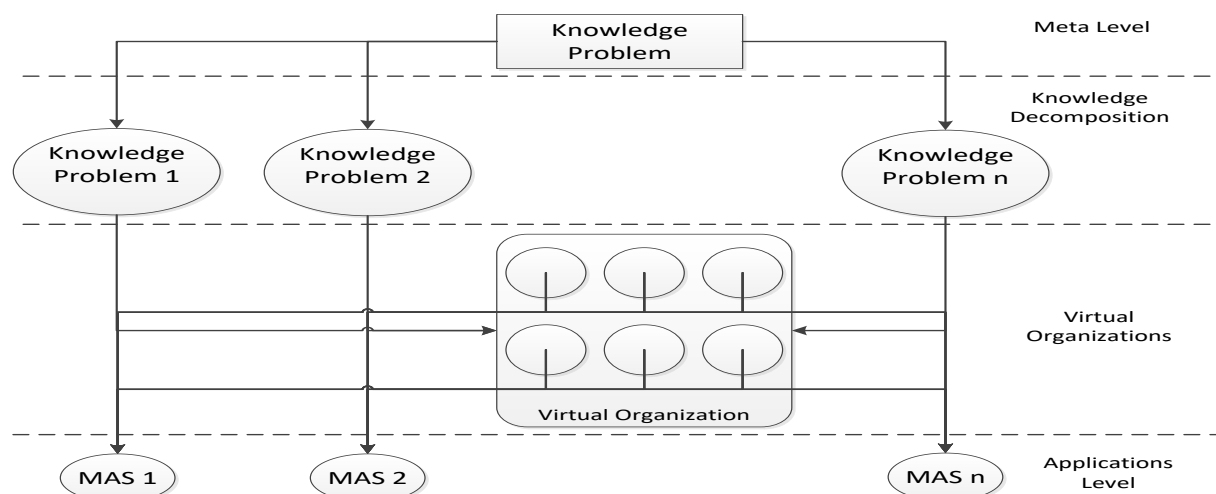 Knowledge
Problem
Meta Level
Knowledge
Decomposition
Knowledge
Problem 1
Knowledge
Problem 2
Knowledge
Problem n
Virtual
Organizations
Virtual Organization
MAS 1
MAS 2
MAS n
Applications
Level